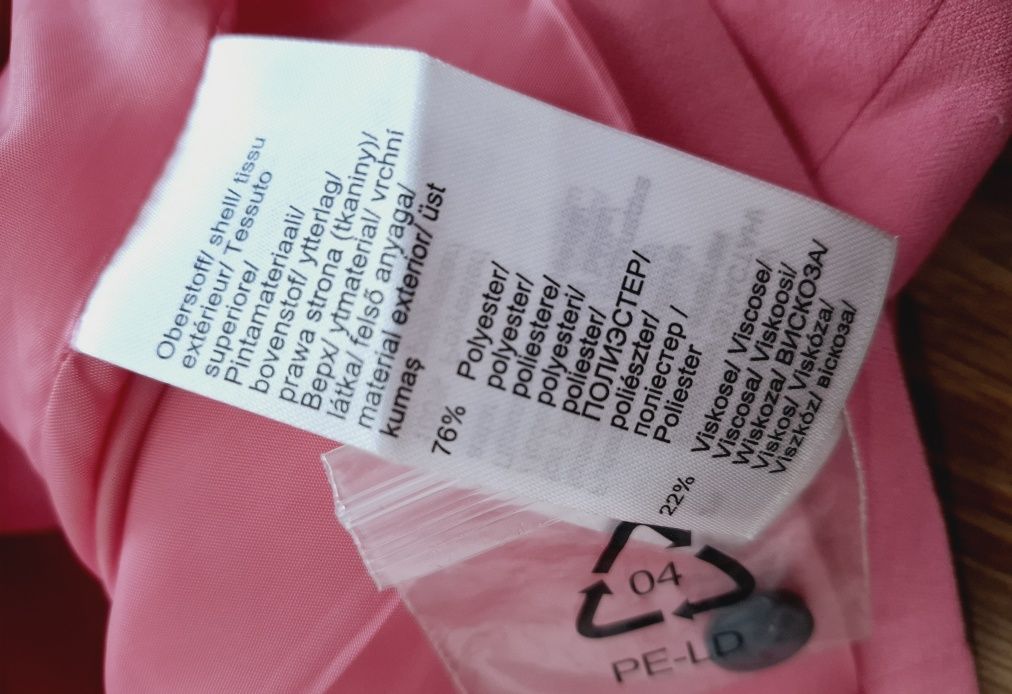 Oberstoff/ shell/ tissu
extérieur/ Tessuto
superiore/
Pintamateriaali/
bovenstof/ ytterlag/
prawa strona (tkaniny)/
Верх/ ytmaterial/ vrchní
látka/ felső anyaga/
material exterior/ üst
kumaş
76% Polyester/
polyester/
poliestere/
polyesteri/
poliester/
ПОЛИЭСТЕР/
poliészter/
поліестер /
Poliester
22% Viskose/ Viscose/
Viscosa/ Viskoosi/
Wiskoza/ ВИСКОЗА/
Viskos/ Viskóza/
Viszkóz/ Віскоза/
04
PE-LD